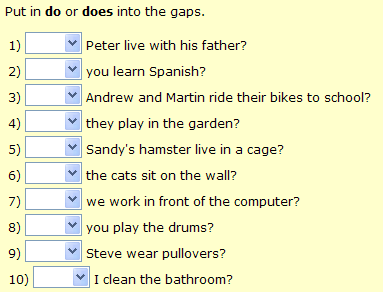 Put in do or does into the gaps.
1) Peter live with his father?
2) you learn Spanish?
3) Andrew and Martin ride their bikes to school?
4) they play in the garden?
5) Sandy's hamster live in a cage?
6) the cats sit on the wall?
7) we work in front of the computer?
8) you play the drums?
9) Steve wear pullovers?
10) I clean the bathroom?